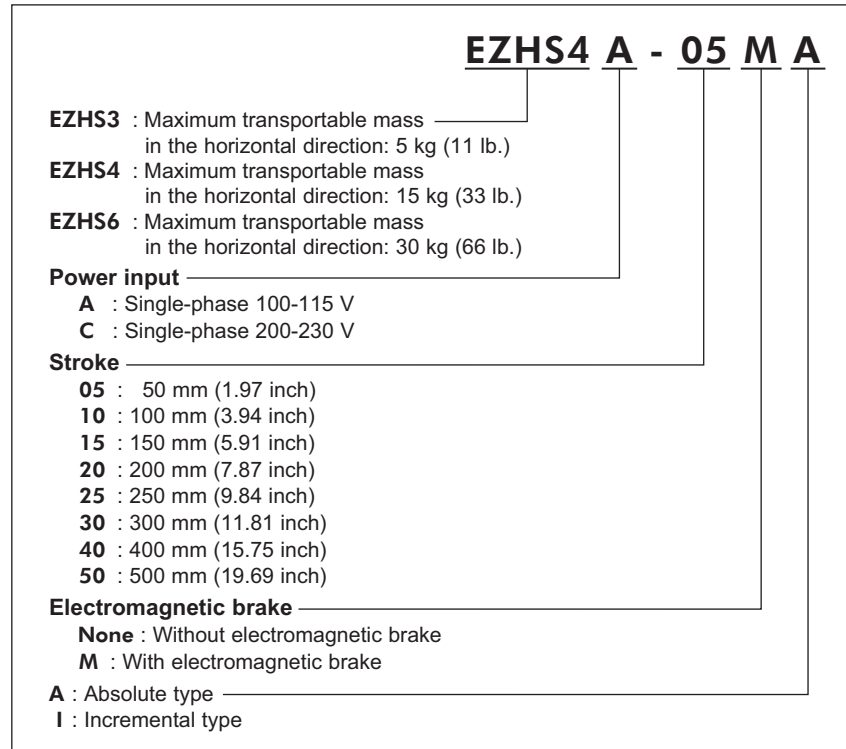 EZHS4 A - 05 M A
EZHS3 : Maximum transportable mass
in the horizontal direction: 5 kg (11 lb.)
EZHS4 : Maximum transportable mass
in the horizontal direction: 15 kg (33 lb.)
EZHS6 : Maximum transportable mass
in the horizontal direction: 30 kg (66 lb.)
Power input
A : Single-phase 100-115 V
C : Single-phase 200-230 V
Stroke
05 : 50 mm (1.97 inch)
10 : 100 mm (3.94 inch)
15 : 150 mm (5.91 inch)
20 : 200 mm (7.87 inch)
25 : 250 mm (9.84 inch)
30 : 300 mm (11.81 inch)
40 : 400 mm (15.75 inch)
50 : 500 mm (19.69 inch)
Electromagnetic brake
None : Without electromagnetic brake
M : With electromagnetic brake
A : Absolute type
I : Incremental type